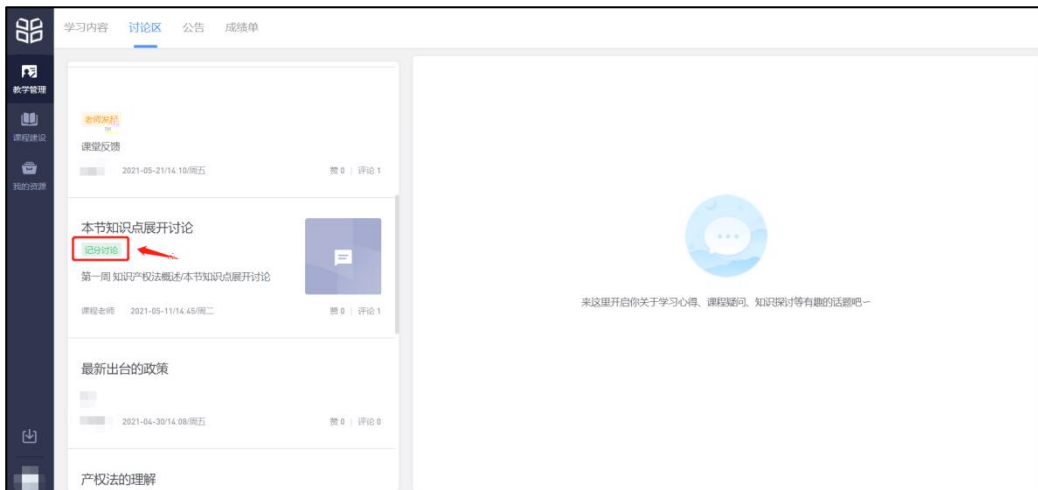 学习内容 讨论区 公告 成绩单
教学管理
课程建设
我的资源
老师发起
课堂反馈
2021-05-21/14:10/周五 赞 0 | 评论 1
本节知识点展开讨论
记分讨论
第一周 知识产权法概述/本节知识点展开讨论
课程老师 2021-05-11/14:45/周二 赞 0 | 评论 1
最新出台的政策
2021-04-30/14:08/周五 赞 0 | 评论 0
产权法的理解
来这里开启你关于学习心得、课程疑问、知识探讨等有趣的话题吧~